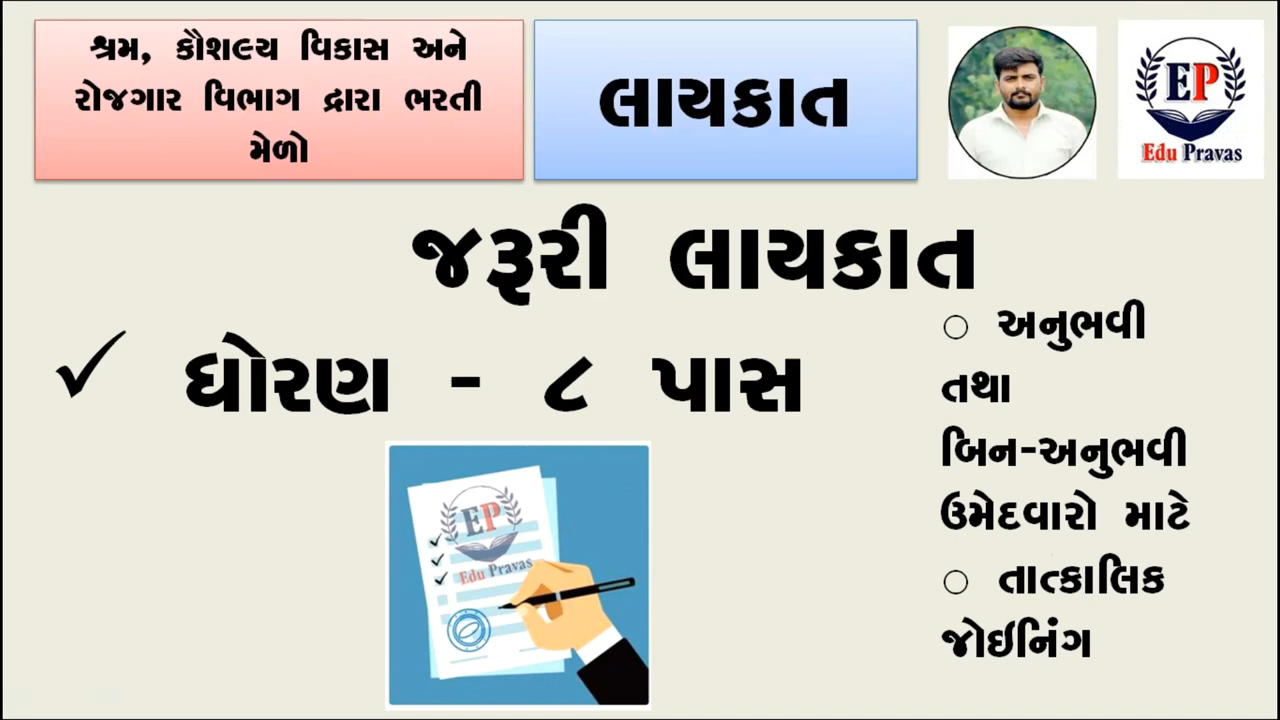 શ્રમ, કૌશલ્ય વિકાસ અને
રોજગાર વિભાગ દ્વારા ભરતી
મેળો
લાયકાત
EP
Edu Pravas
જરૂરી લાયકાત
✓ ધોરણ - ૮ પાસ
○ અનુભવી
તથા
બિન-અનુભવી
ઉમેદવારો માટે
○ તાત્કાલિક
જોઈનિંગ
EP
Edu Pravas